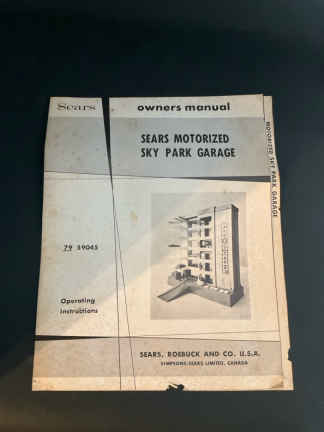 Sears
owners manual
SEARS MOTORIZED
SKY PARK GARAGE
MOTORIZED SKY PARK GARAGE
79 59045
Operating
Instructions
SEARS, ROEBUCK AND CO. U.S.A.
SIMPSONS-SEARS LIMITED, CANADA